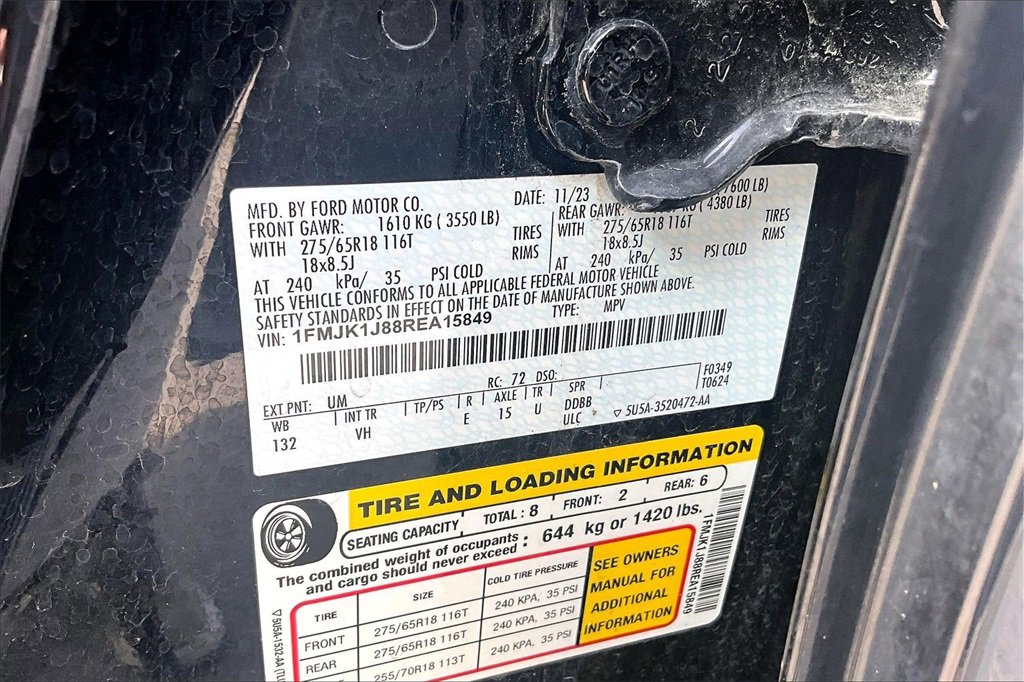 MFD. BY FORD MOTOR CO.
DATE: 11/23
7600 LB)
FRONT GAWR: 1610 KG ( 3550 LB)
REAR GAWR: KG ( 4380 LB)
WITH 275/65R18 116T TIRES
WITH 275/65R18 116T TIRES
18x8.5J RIMS
18x8.5J RIMS
AT 240 kPa/ 35 PSI COLD
AT 240 kPa/ 35 PSI COLD
THIS VEHICLE CONFORMS TO ALL APPLICABLE FEDERAL MOTOR VEHICLE
SAFETY STANDARDS IN EFFECT ON THE DATE OF MANUFACTURE SHOWN ABOVE.
VIN: 1FMJK1J88REA15849 TYPE: MPV
F0349
T0624
EXT PNT: UM RC: 72 DSO:
WB INT TR TP/PS R AXLE TR SPR
132 VH E 15 U DDBB
ULC
▽ 5U5A-3520472-AA
TIRE AND LOADING INFORMATION
SEATING CAPACITY TOTAL : 8 FRONT: 2 REAR: 6
The combined weight of occupants and cargo should never exceed : 644 kg or 1420 lbs.
TIRE SIZE COLD TIRE PRESSURE
FRONT 275/65R18 116T 240 KPA, 35 PSI
REAR 275/65R18 116T 240 KPA, 35 PSI
255/70R18 113T 240 KPA, 35 PSI
SEE OWNERS
MANUAL FOR
ADDITIONAL
INFORMATION
1FMJK1J88REA15849
▽ 5U5A-1532-AA